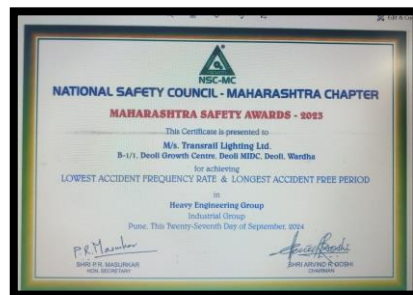 NSC-MC
NATIONAL SAFETY COUNCIL - MAHARASHTRA CHAPTER
MAHARASHTRA SAFETY AWARDS - 2023
This Certificate is presented to
M/s. Transrail Lighting Ltd.
B-1/1, Deoli Growth Centre, Deoli MIDC, Deoli, Wardha
for achieving
LOWEST ACCIDENT FREQUENCY RATE & LONGEST ACCIDENT FREE PERIOD
in
Heavy Engineering Group
Industrial Group
Pune, This Twenty-Seventh Day of September, 2024
P.R. Masurkar
SHRI P.R. MASURKAR
HON. SECRETARY
SHRI ARVIND R DOSHI
CHAIRMAN